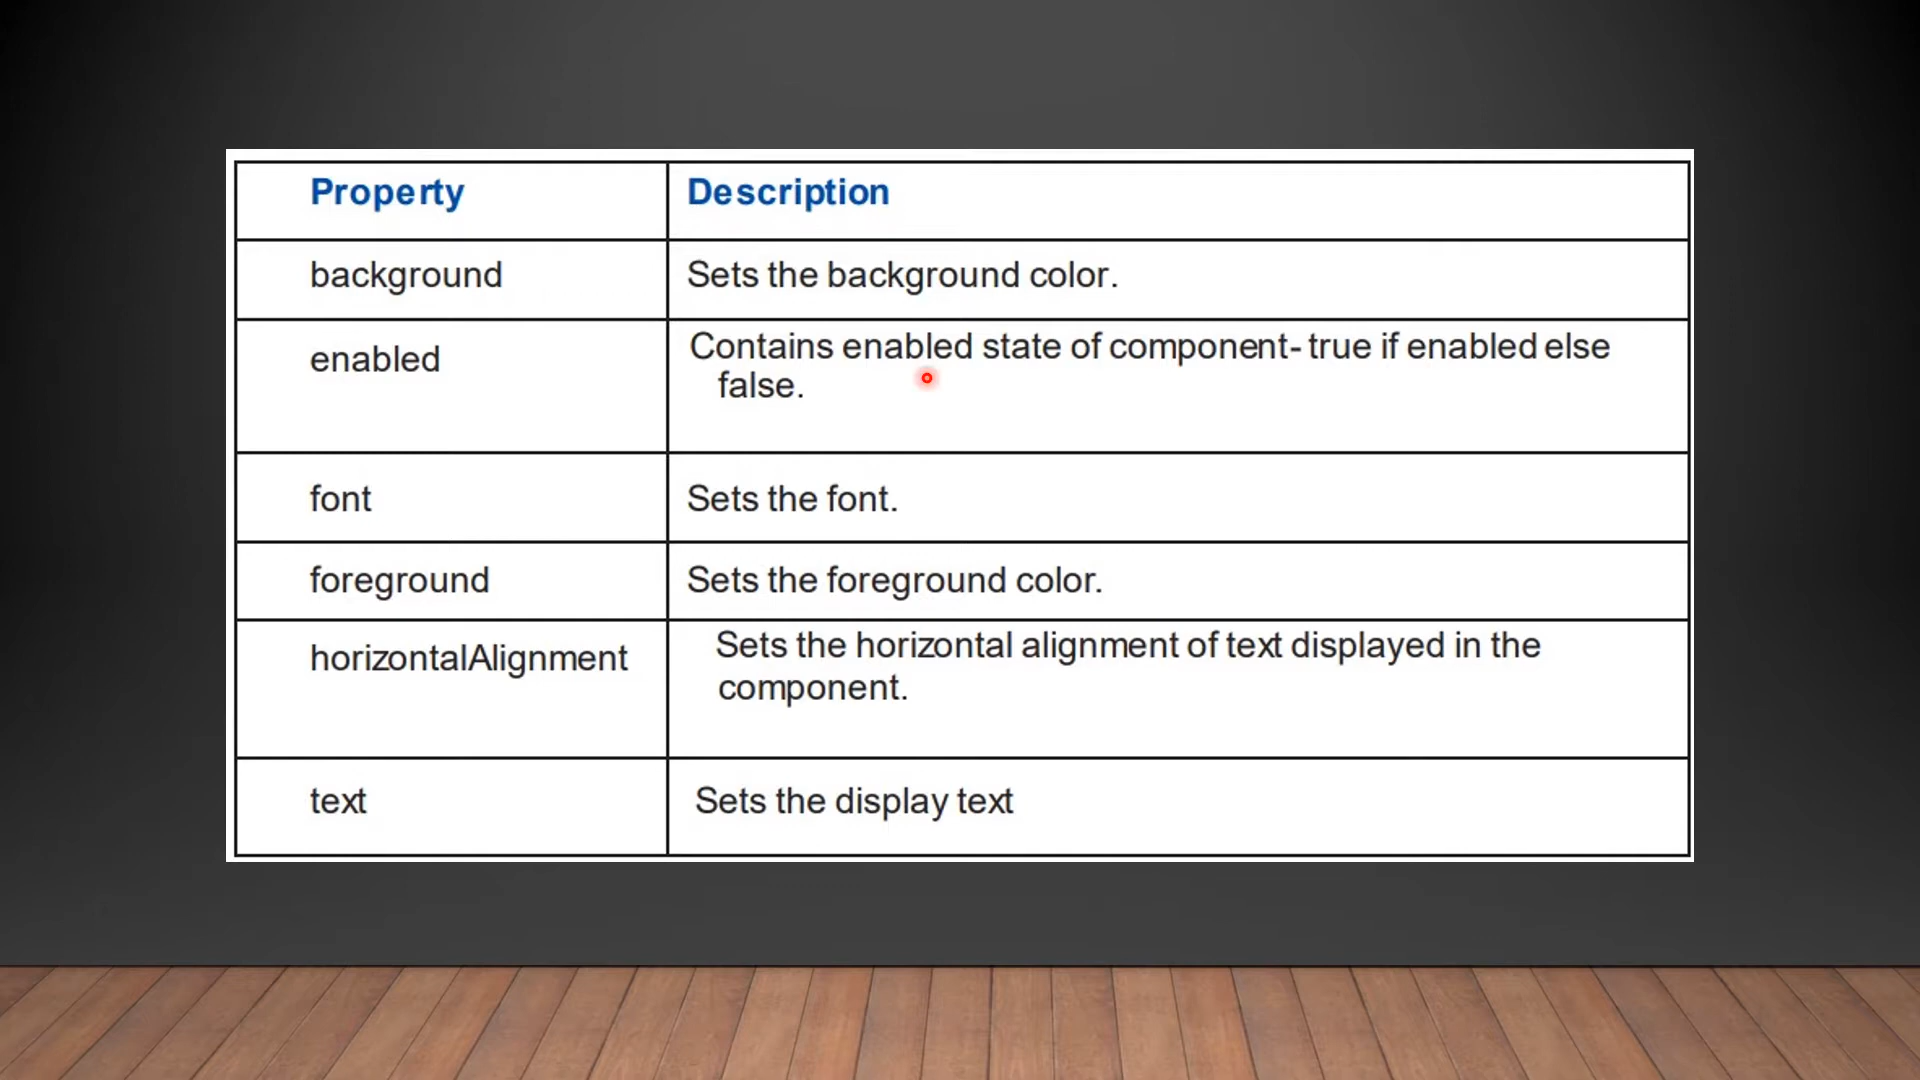 Property
Description
background
Sets the background color.
enabled
Contains enabled state of component- true if enabled else
false.
font
Sets the font.
foreground
Sets the foreground color.
horizontalAlignment
Sets the horizontal alignment of text displayed in the
component.
text
Sets the display text